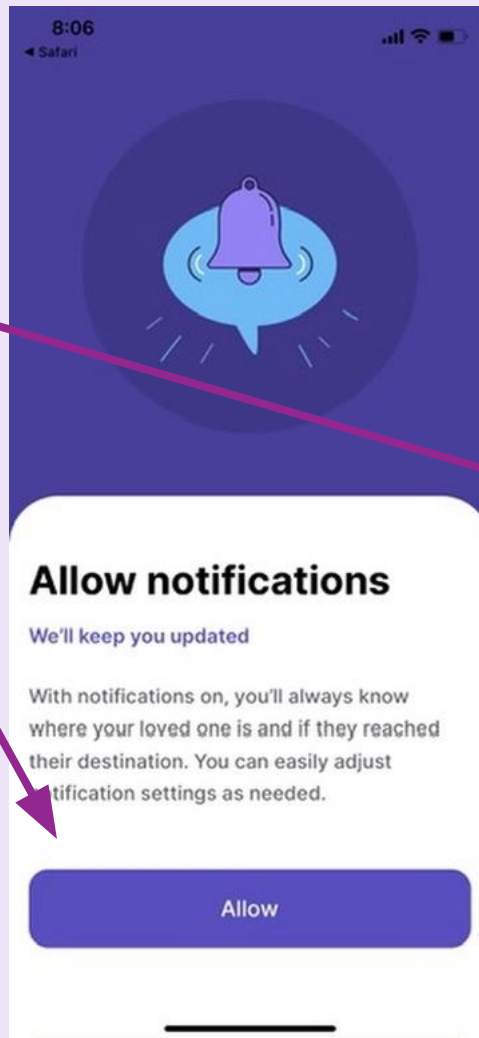 8:06
◀ Safari
Allow notifications
We'll keep you updated
With notifications on, you'll always know
where your loved one is and if they reached
their destination. You can easily adjust
notification settings as needed.
Allow